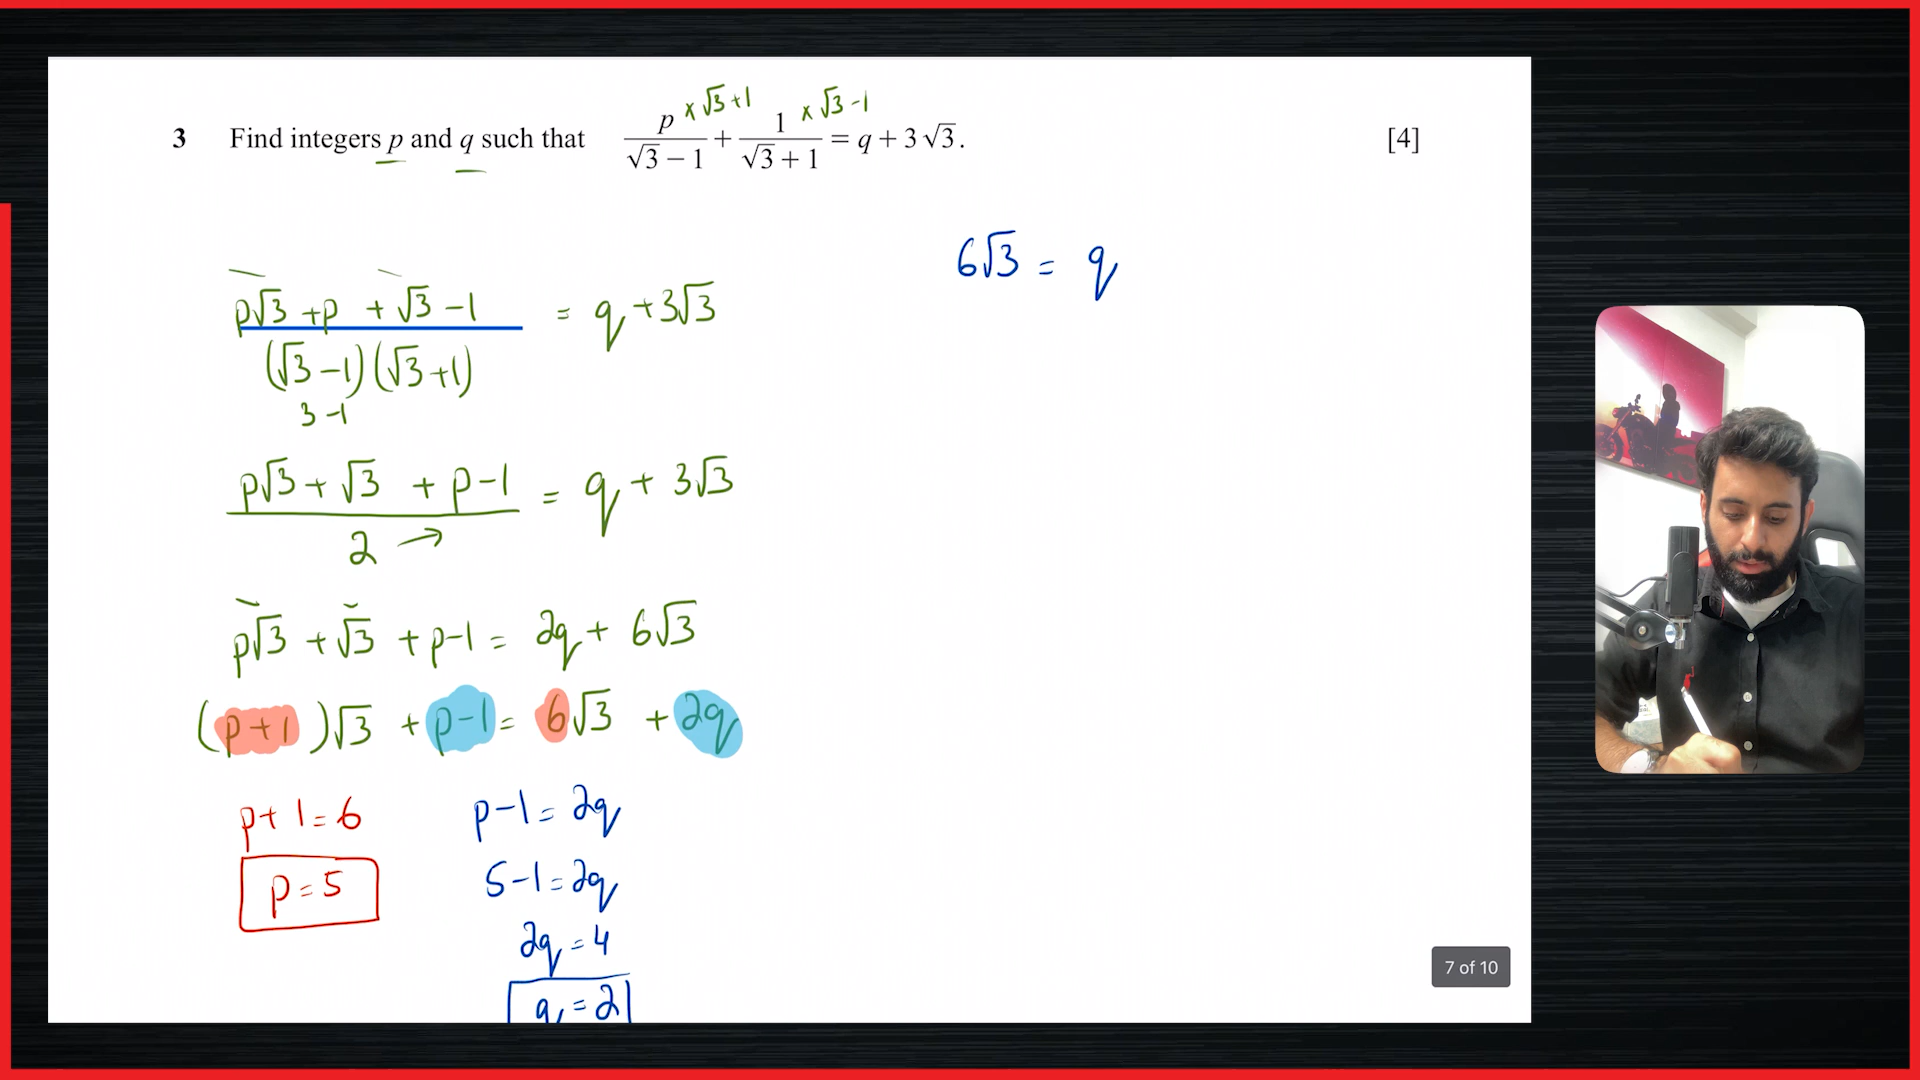 3 Find integers p and q such that p/(√3 − 1) + 1/(√3 + 1) = q + 3√3. [4]
× √3 + 1 × √3 − 1
6√3 = q
p√3 + p + √3 − 1 = q + 3√3
(√3 − 1)(√3 + 1)
3 − 1
p√3 + √3 + p − 1 = q + 3√3
2 →
p√3 + √3 + p − 1 = 2q + 6√3
(p + 1)√3 + p − 1 = 6√3 + 2q
p + 1 = 6 p − 1 = 2q
p = 5 5 − 1 = 2q
2q = 4
q = 2
7 of 10